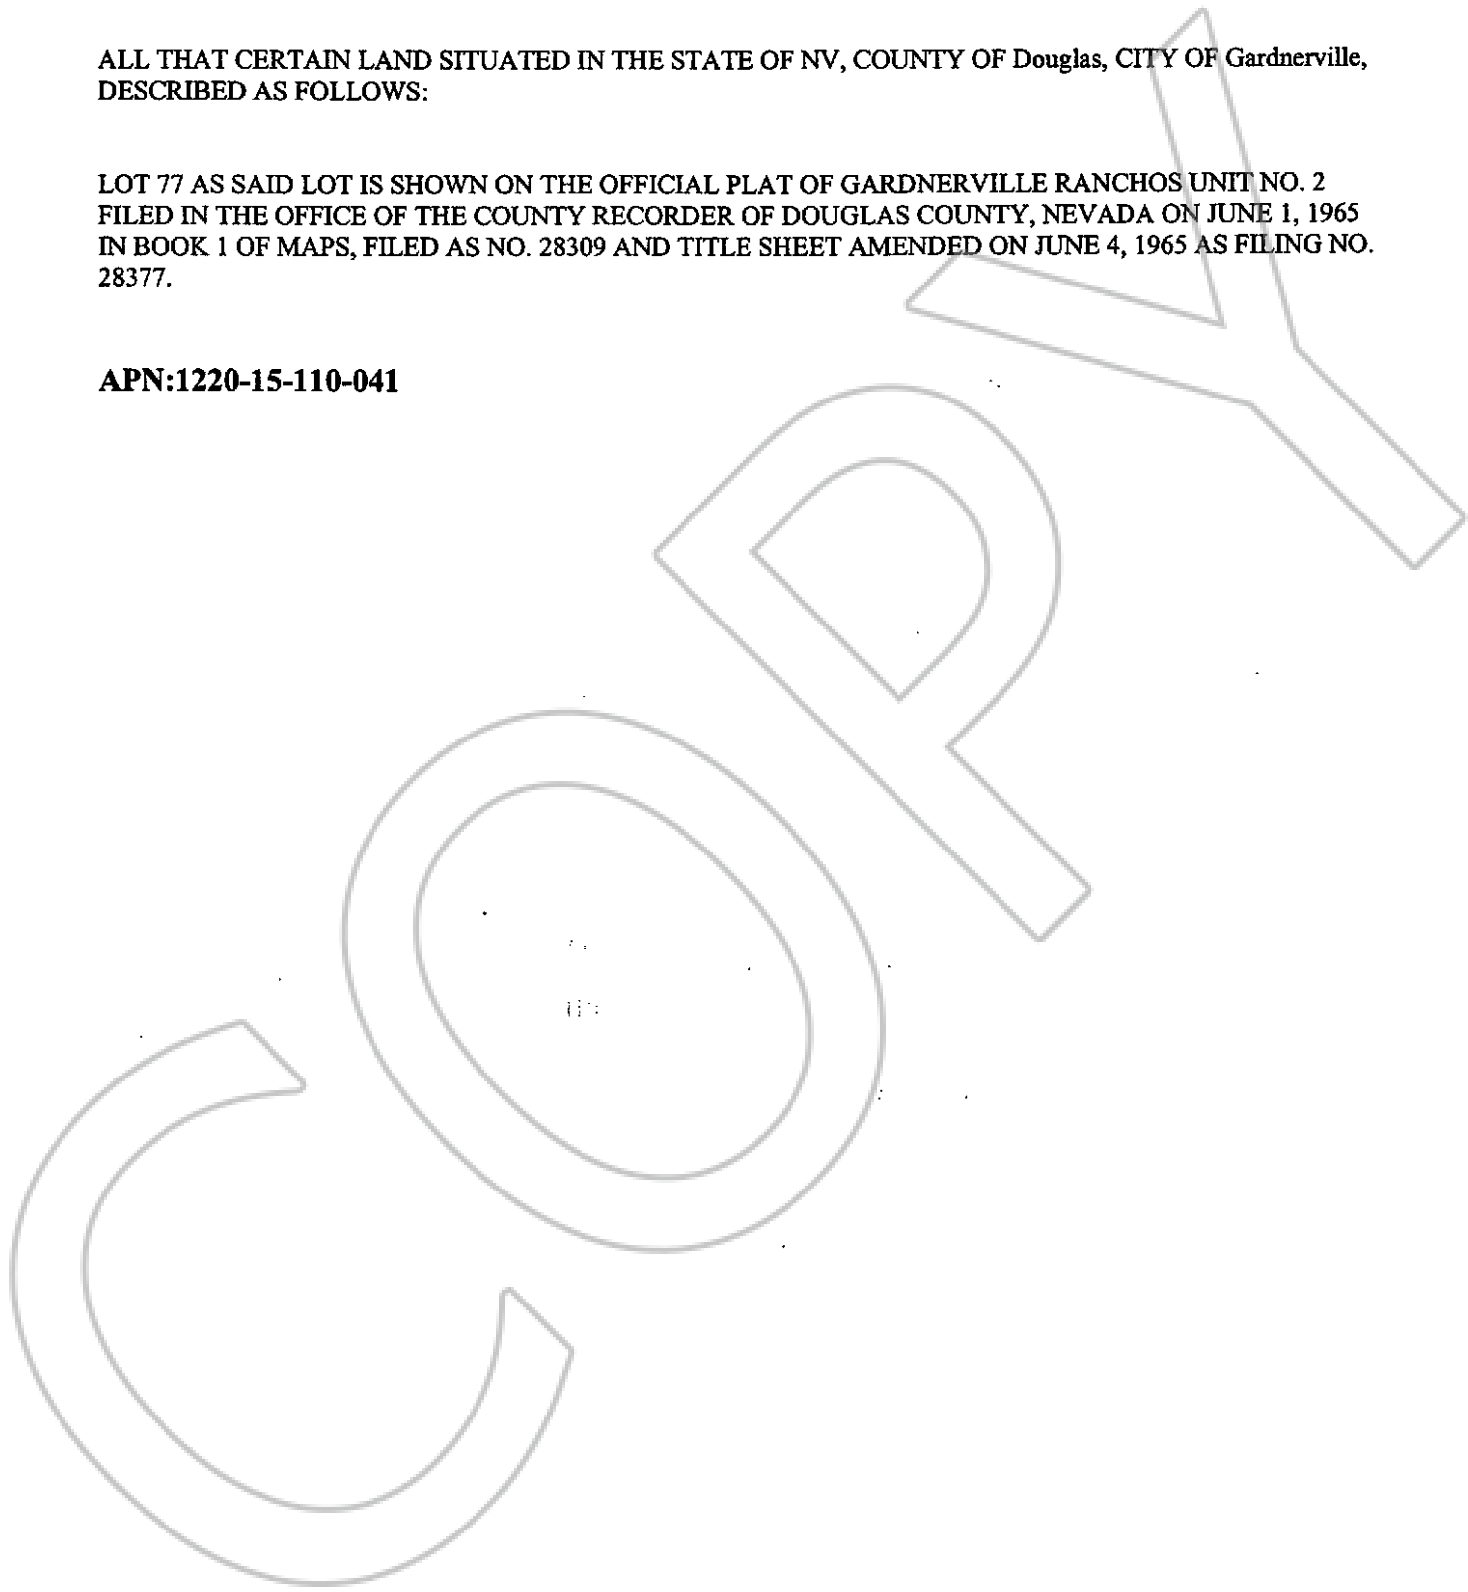 ALL THAT CERTAIN LAND SITUATED IN THE STATE OF NV, COUNTY OF Douglas, CITY OF Gardnerville,
DESCRIBED AS FOLLOWS:
LOT 77 AS SAID LOT IS SHOWN ON THE OFFICIAL PLAT OF GARDNERVILLE RANCHOS UNIT NO. 2
FILED IN THE OFFICE OF THE COUNTY RECORDER OF DOUGLAS COUNTY, NEVADA ON JUNE 1, 1965
IN BOOK 1 OF MAPS, FILED AS NO. 28309 AND TITLE SHEET AMENDED ON JUNE 4, 1965 AS FILING NO.
28377.
APN:1220-15-110-041
COPY